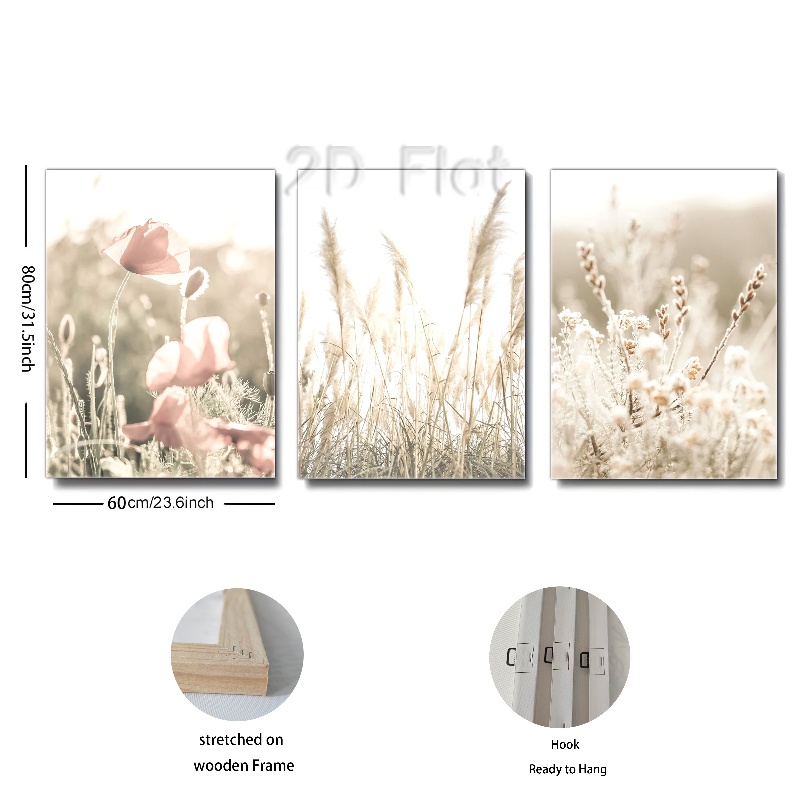 2D Flat
80cm/31.5inch
60cm/23.6inch
stretched on
wooden Frame
Hook
Ready to Hang